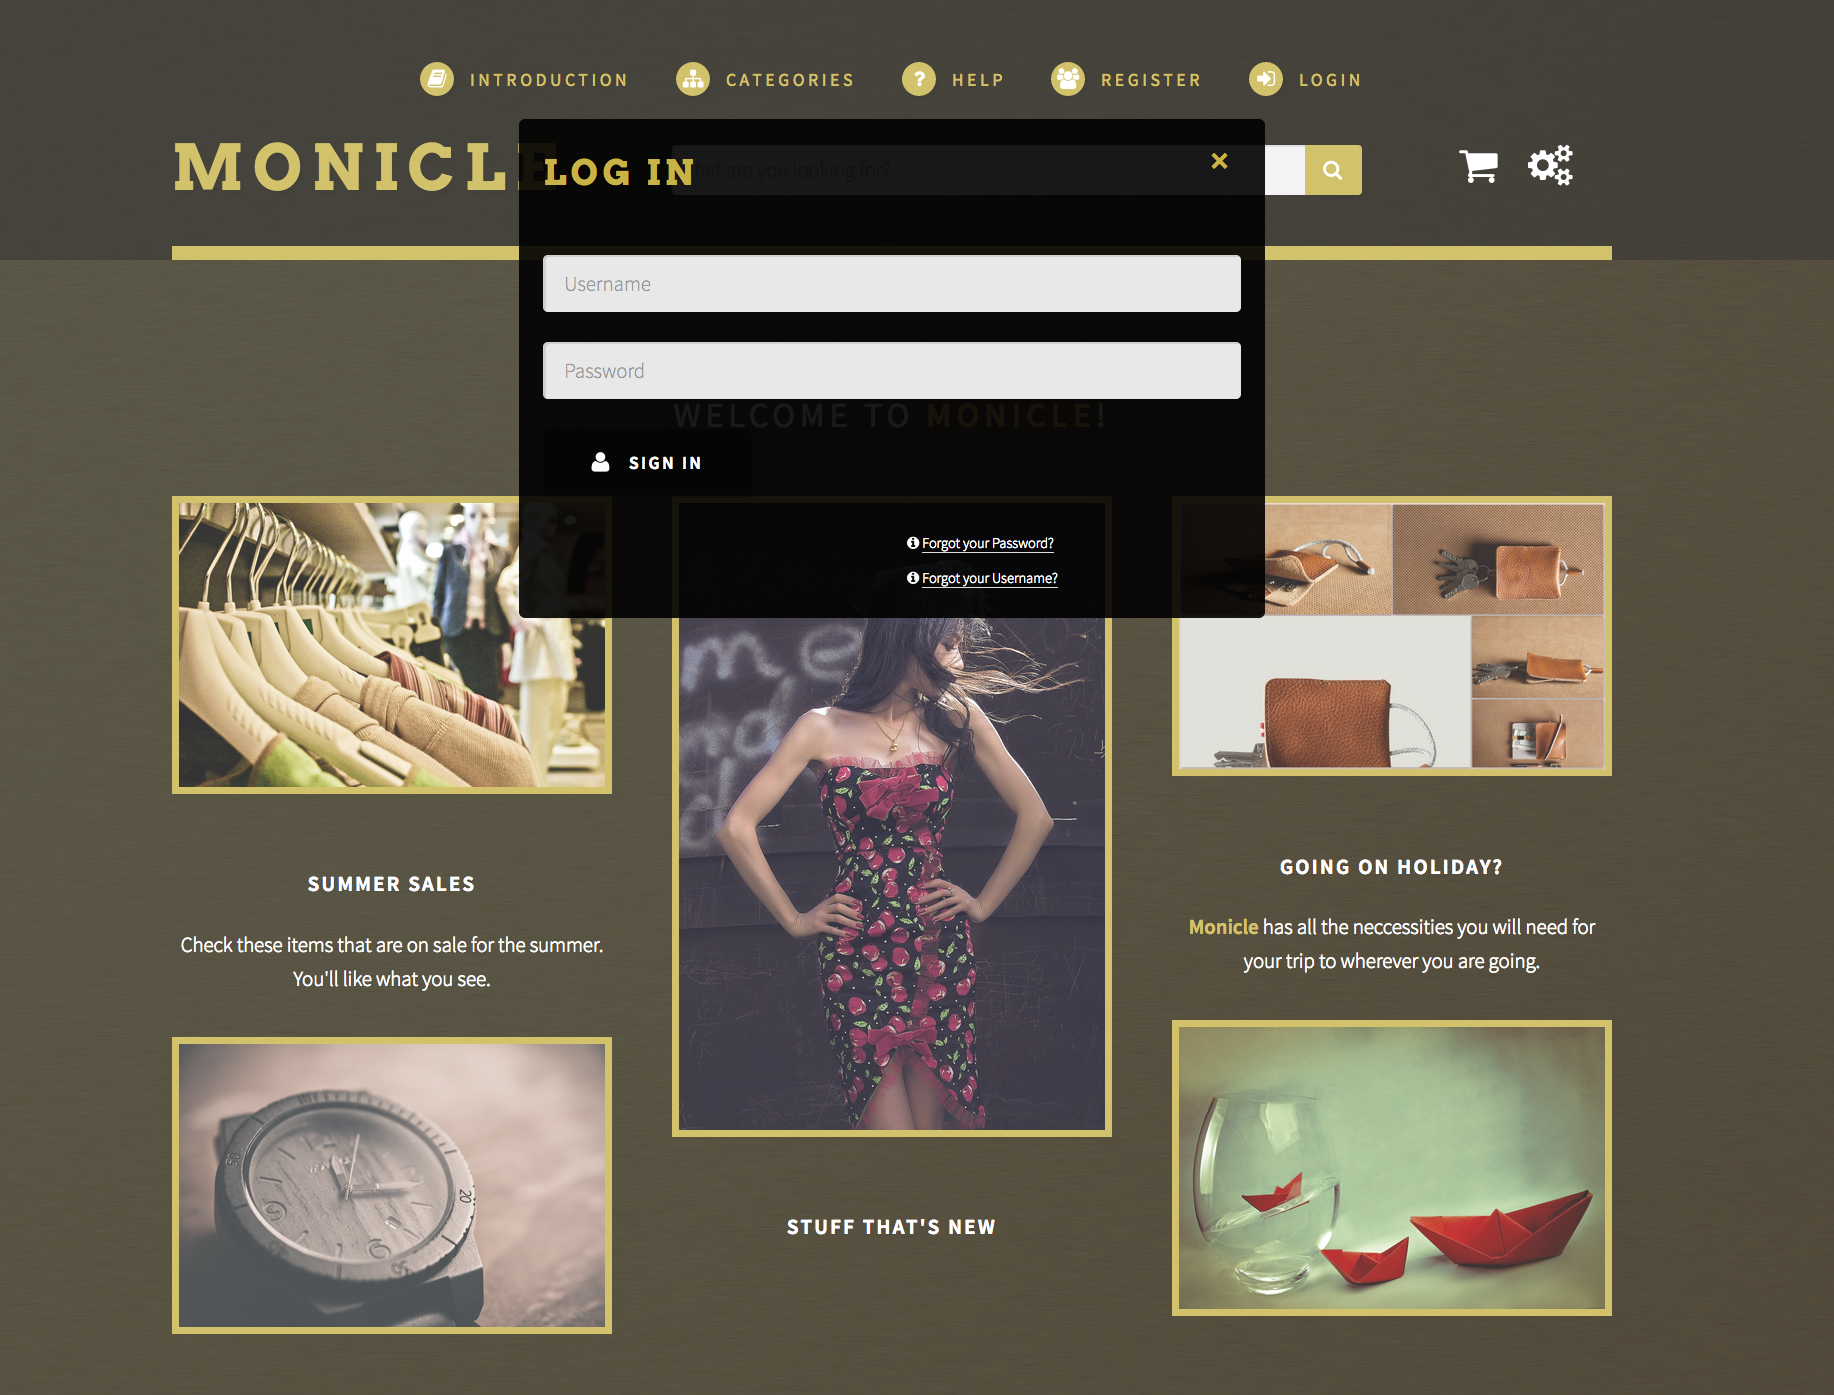 INTRODUCTION
CATEGORIES
HELP
REGISTER
LOGIN
MONICLE
LOG IN
hat are you looking for?
Username
Password
WELCOME TO MONICLE!
SIGN IN
Forgot your Password?
Forgot your Username?
me
nd
d
SUMMER SALES
Check these items that are on sale for the summer.
You'll like what you see.
GOING ON HOLIDAY?
Monicle has all the neccessities you will need for
your trip to wherever you are going.
20
STUFF THAT'S NEW